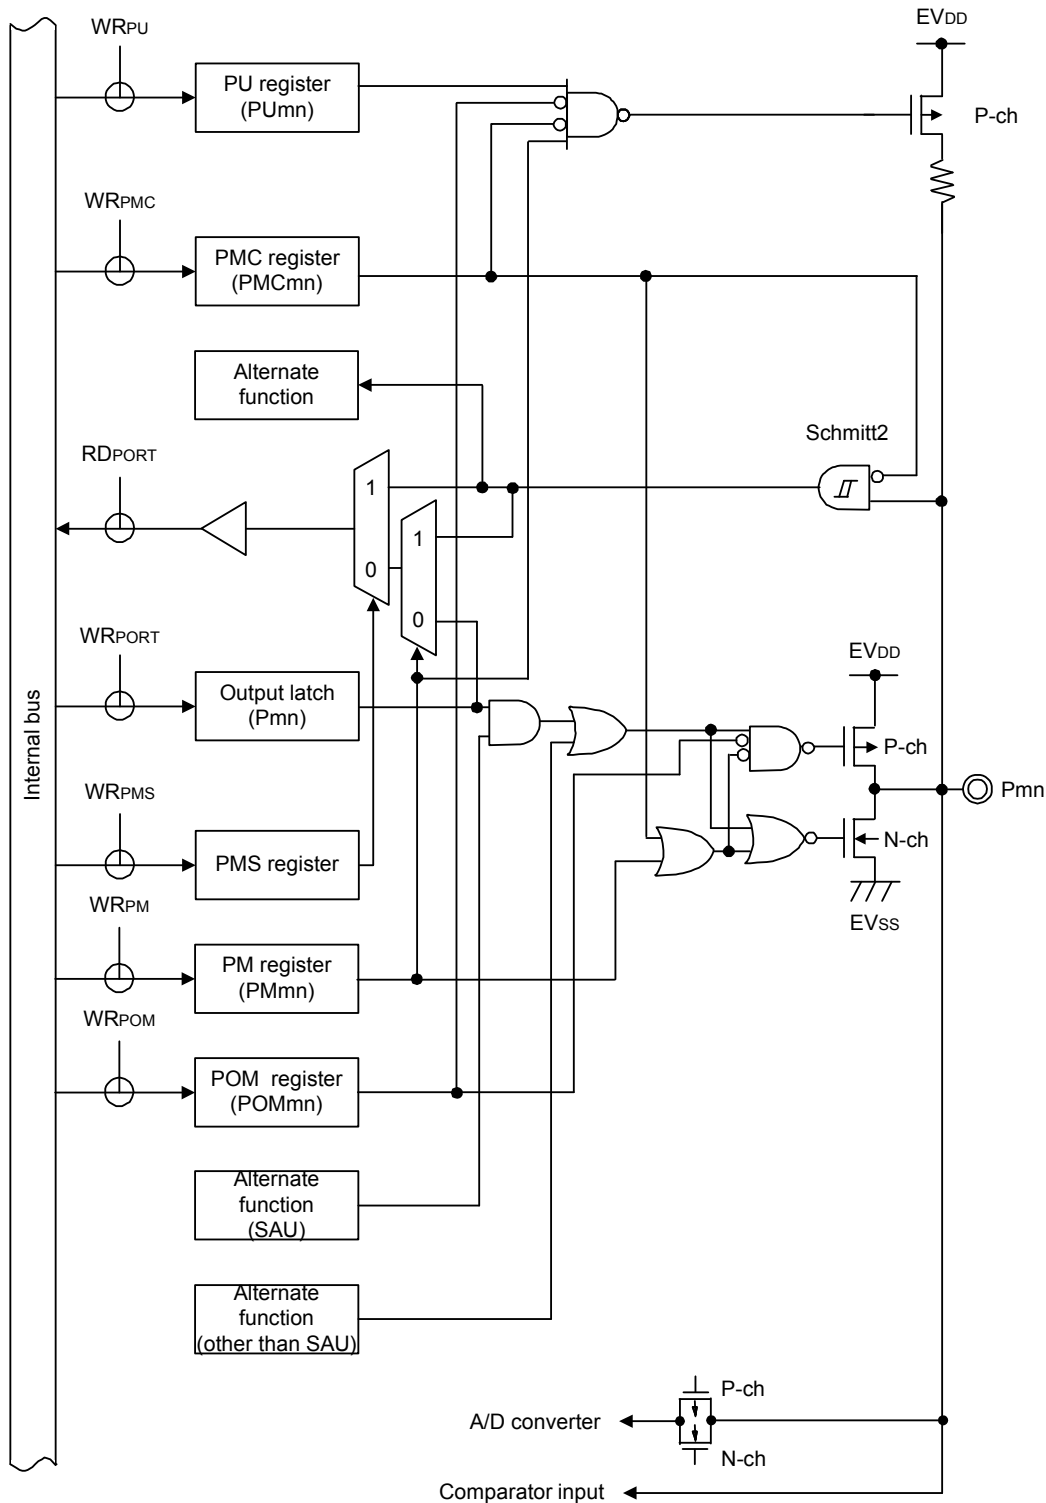 EVDD
WRPU
PU register
(PUmn)
P-ch
WRPMC
PMC register
(PMCmn)
Alternate
function
Schmitt2
RDPORT
1
1
0
0
WRPORT
EVDD
Output latch
(Pmn)
P-ch
Internal bus
WRPMS
Pmn
PMS register
N-ch
WRPM
EVSS
PM register
(PMmn)
WRPOM
POM register
(POMmn)
Alternate
function
(SAU)
Alternate
function
(other than SAU)
P-ch
A/D converter
N-ch
Comparator input